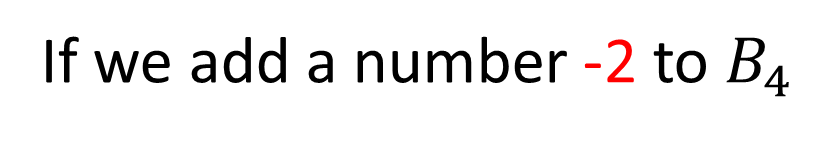 If we add a number -2 to B₄